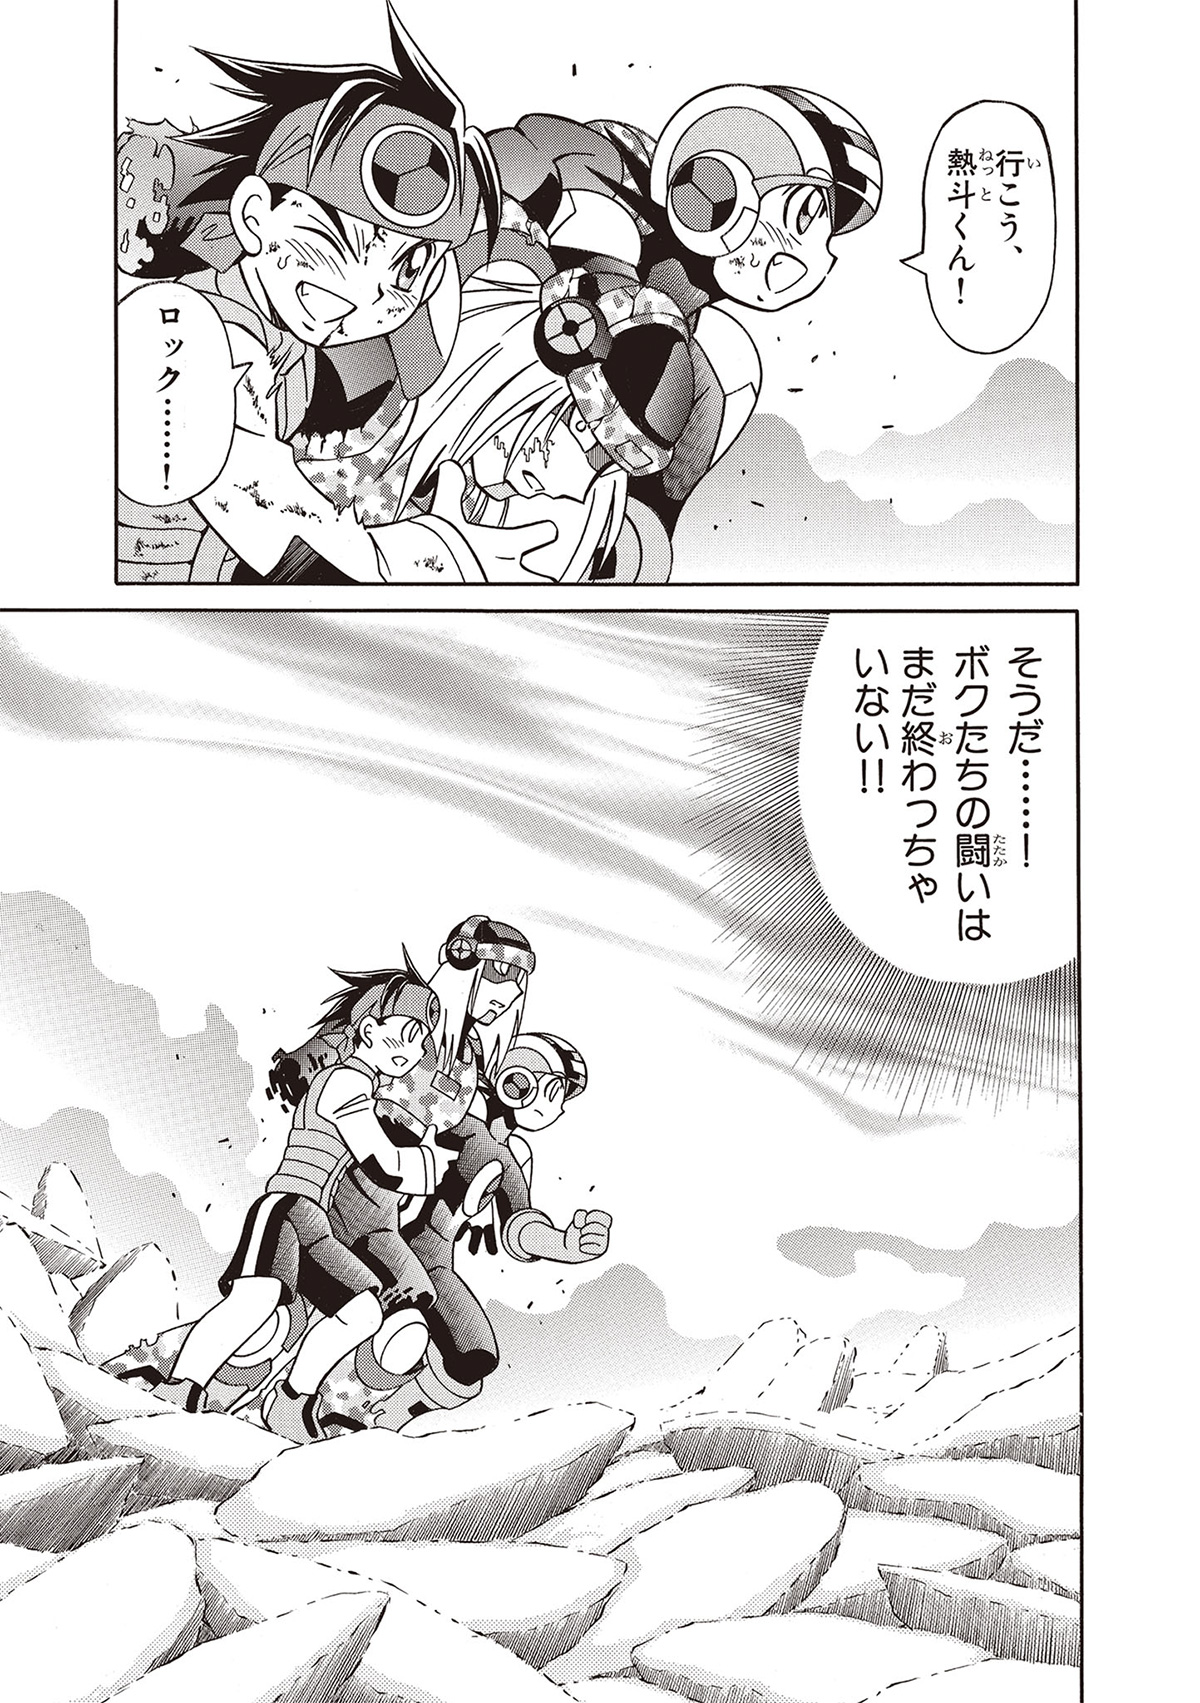 行こう、
熱斗くん!
ロック……!
そうだ……!
ボクたちの闘いは
まだ終わっちゃ
いない!!